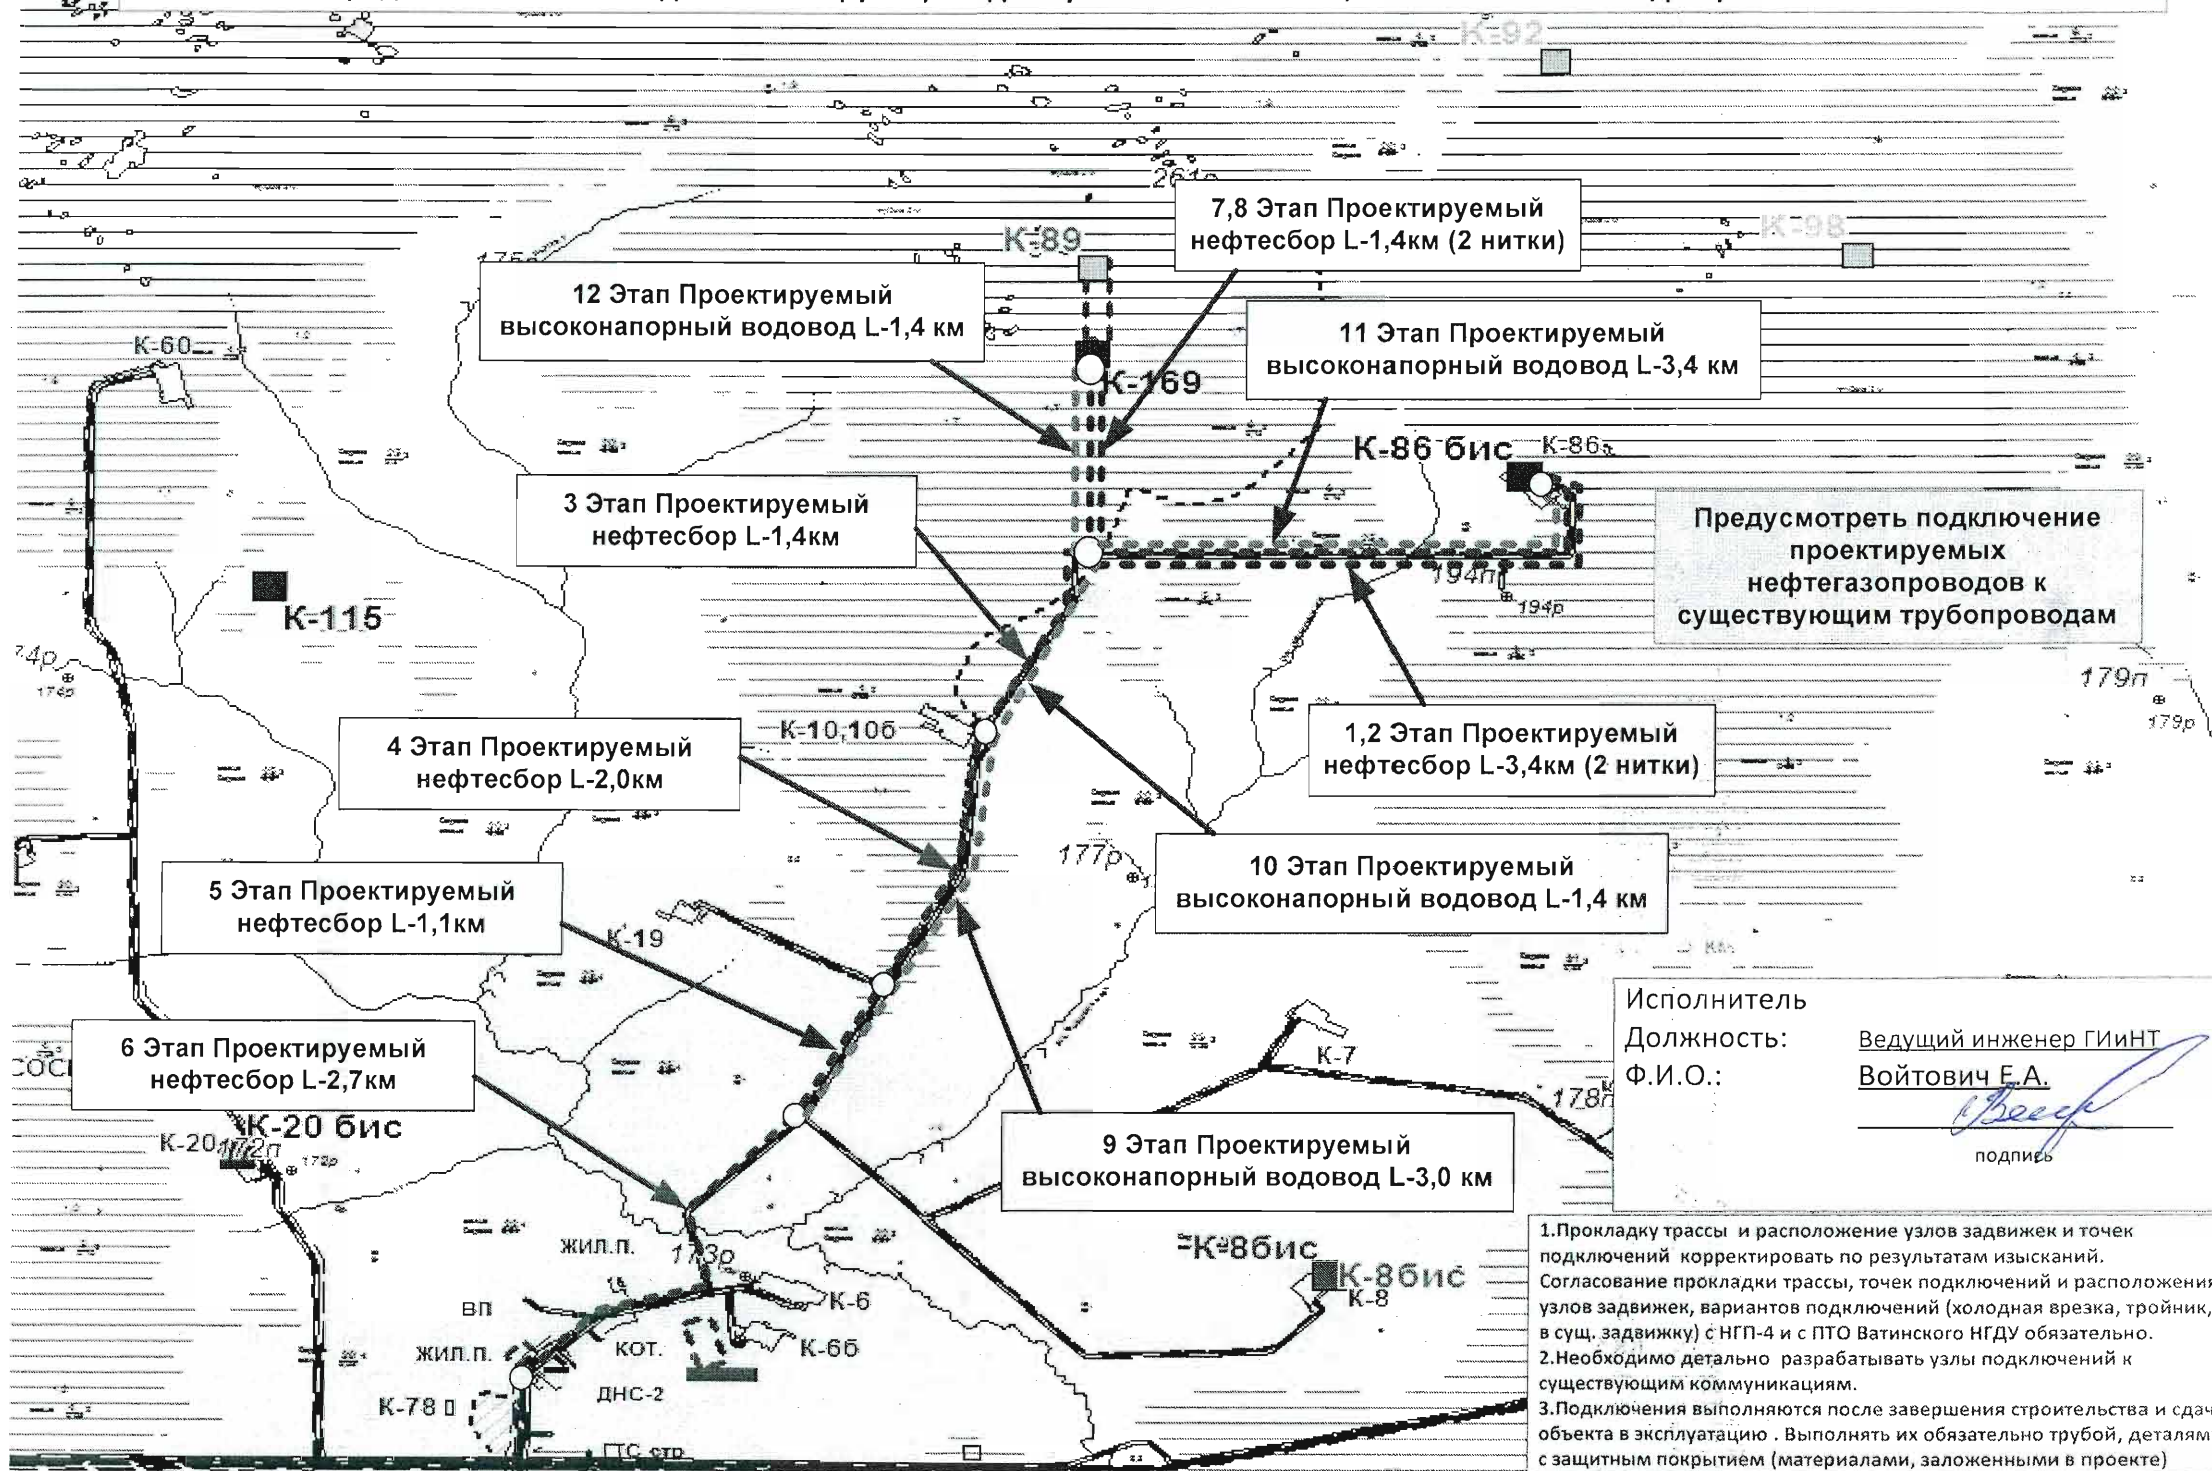 К-92
261п
7,8 Этап Проектируемый
нефтесбор L-1,4км (2 нитки)
К-98
К-89
12 Этап Проектируемый
высоконапорный водовод L-1,4 км
11 Этап Проектируемый
высоконапорный водовод L-3,4 км
К-60
К-169
К-86 бис
К-86
3 Этап Проектируемый
нефтесбор L-1,4км
Предусмотреть подключение
проектируемых
нефтегазопроводов к
существующим трубопроводам
К-115
194п
194р
174р
179п
179р
К-10,10б
4 Этап Проектируемый
нефтесбор L-2,0км
1,2 Этап Проектируемый
нефтесбор L-3,4км (2 нитки)
177р
10 Этап Проектируемый
высоконапорный водовод L-1,4 км
5 Этап Проектируемый
нефтесбор L-1,1км
К-19
6 Этап Проектируемый
нефтесбор L-2,7км
К-7
178п
Исполнитель
Должность: Ведущий инженер ГИиНТ
Ф.И.О.: Войтович Е.А.
подпись
К-20 бис
К-20
172п
172р
9 Этап Проектируемый
высоконапорный водовод L-3,0 км
жил.п.
173р
К-8бис
К-8бис
К-8
вп
К-6
жил.п.
кот.
К-6б
ДНС-2
К-78
ГТС стр
1.Прокладку трассы и расположение узлов задвижек и точек
подключений корректировать по результатам изысканий.
Согласование прокладки трассы, точек подключений и расположения
узлов задвижек, вариантов подключений (холодная врезка, тройник,
в сущ. задвижку) с НГП-4 и с ПТО Ватинского НГДУ обязательно.
2.Необходимо детально разрабатывать узлы подключений к
существующим коммуникациям.
3.Подключения выполняются после завершения строительства и сдач
объекта в эксплуатацию . Выполнять их обязательно трубой, деталям
с защитным покрытием (материалами, заложенными в проекте)